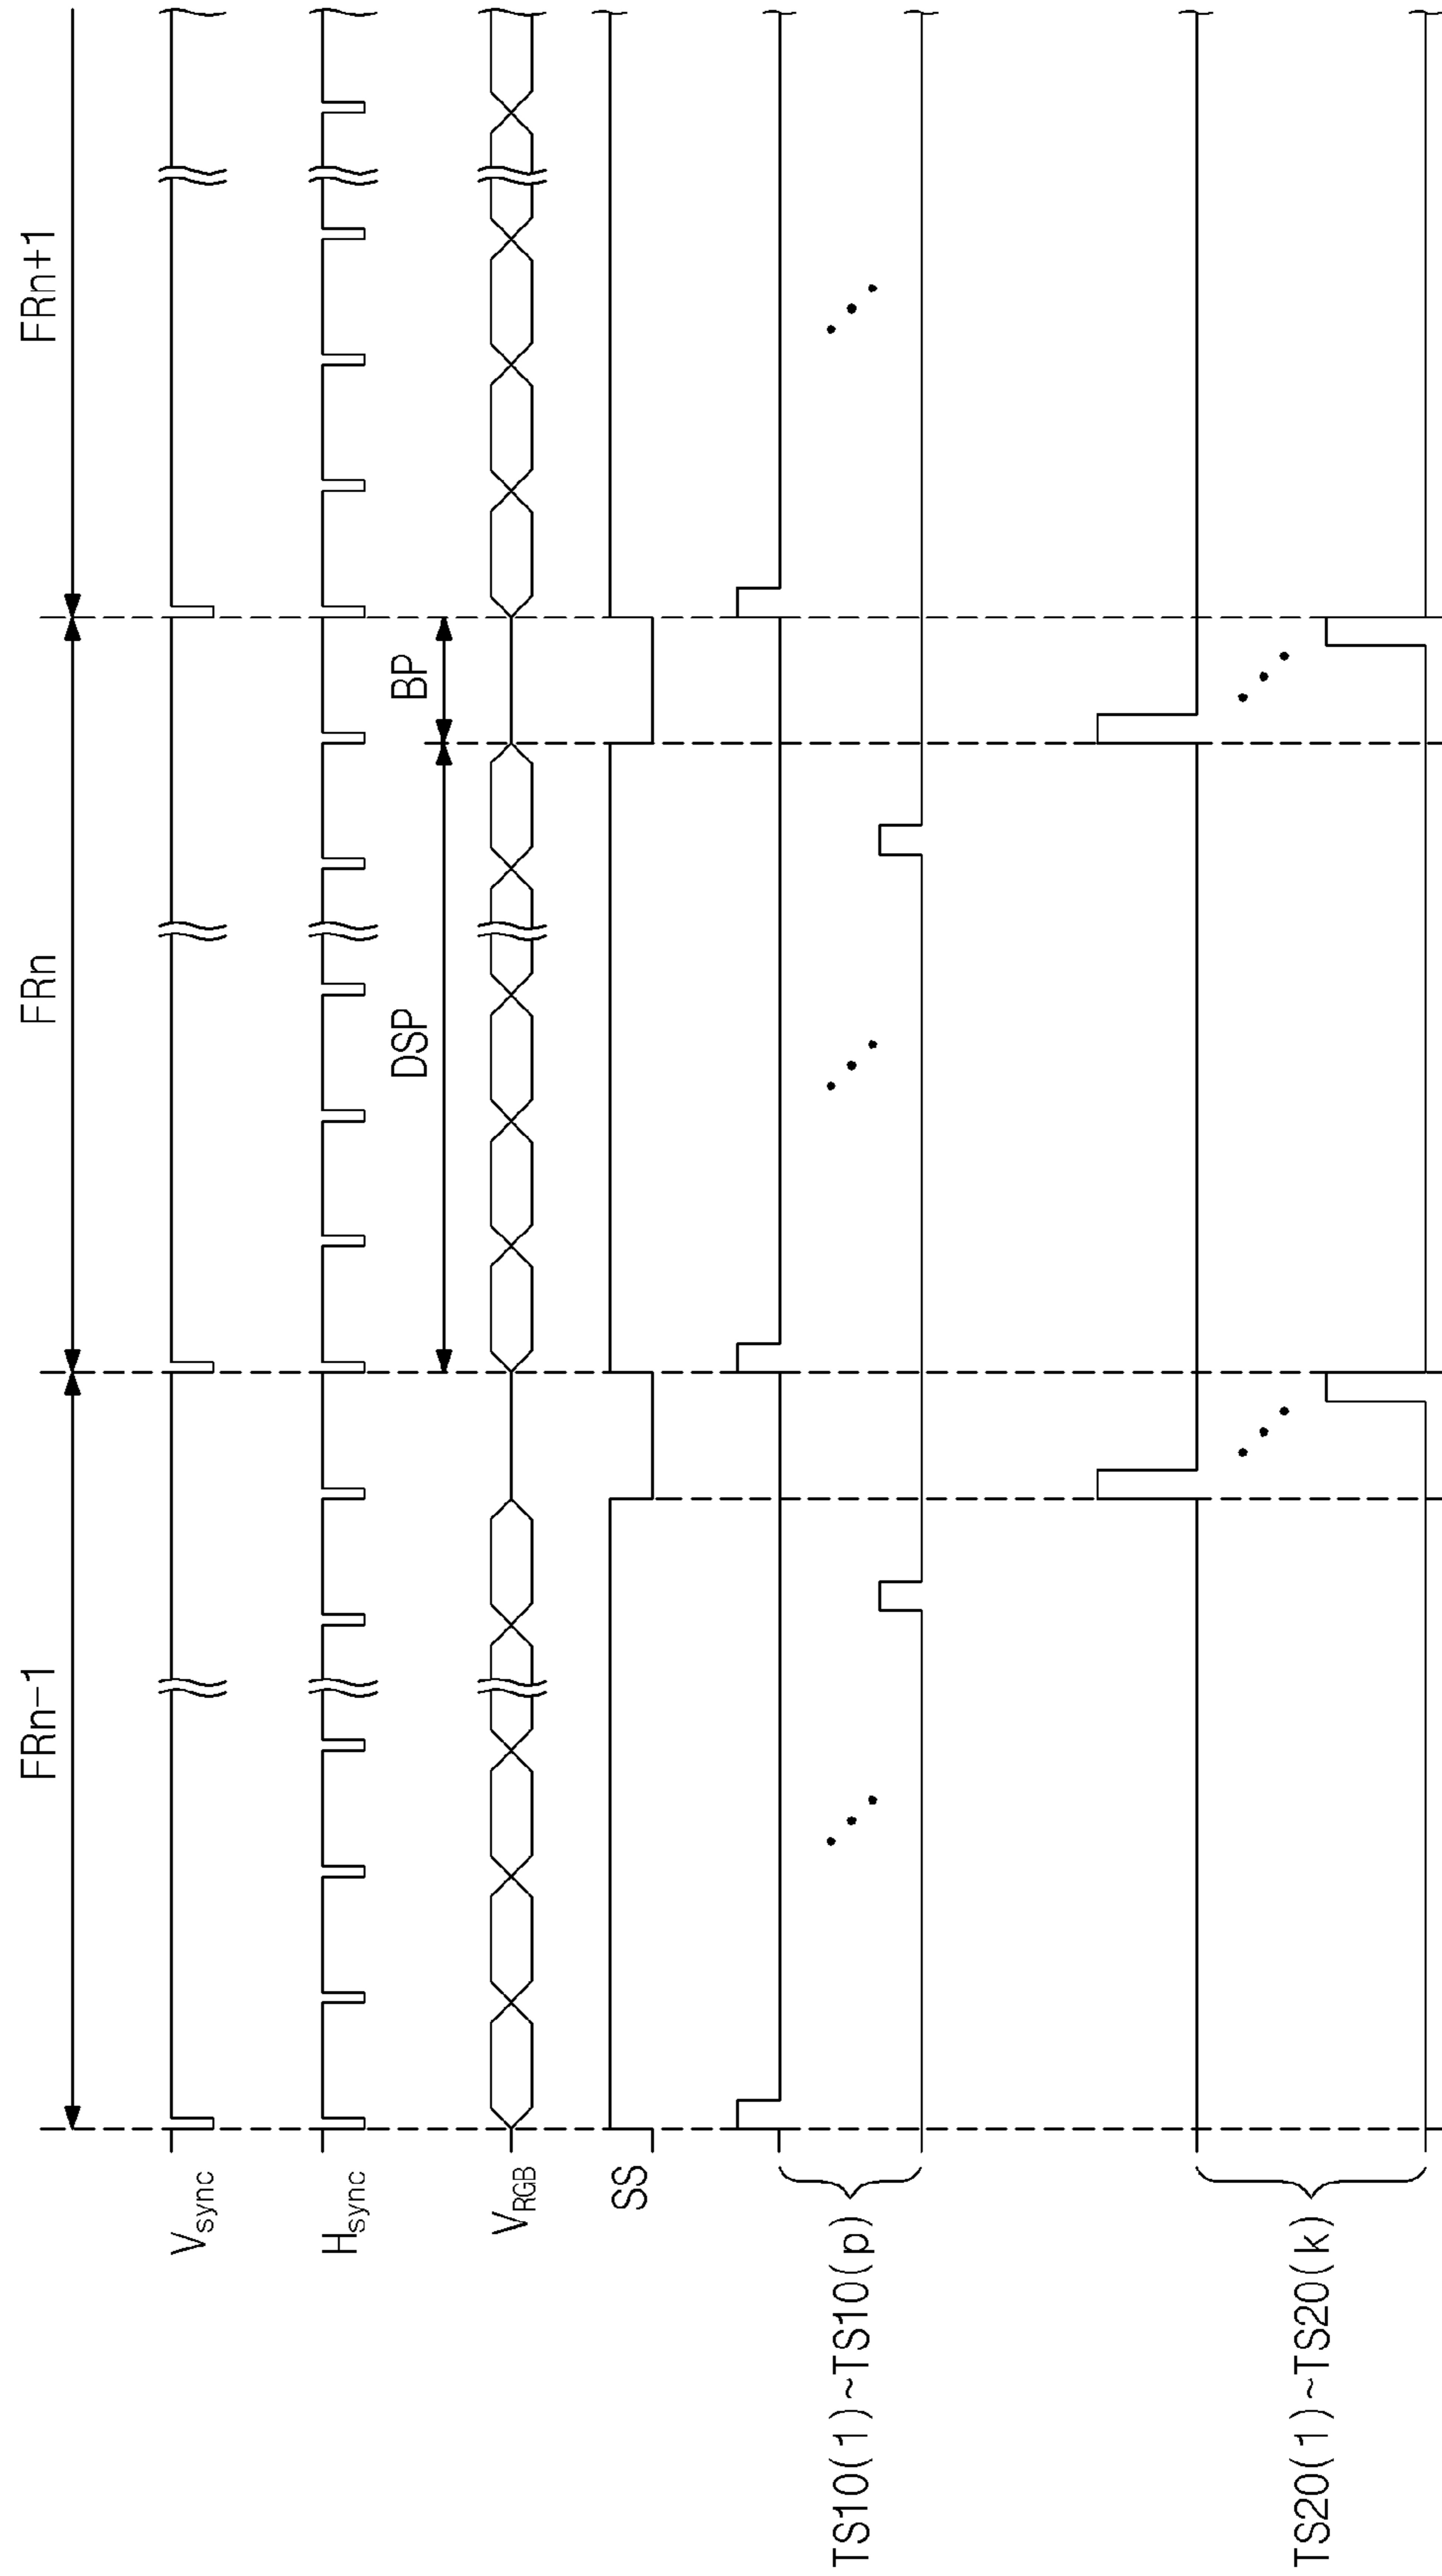 FRn-1
FRn
FRn+1
Vsync
Hsync
DSP
BP
VRGB
SS
TS10(1)~TS10(p)
TS20(1)~TS20(k)